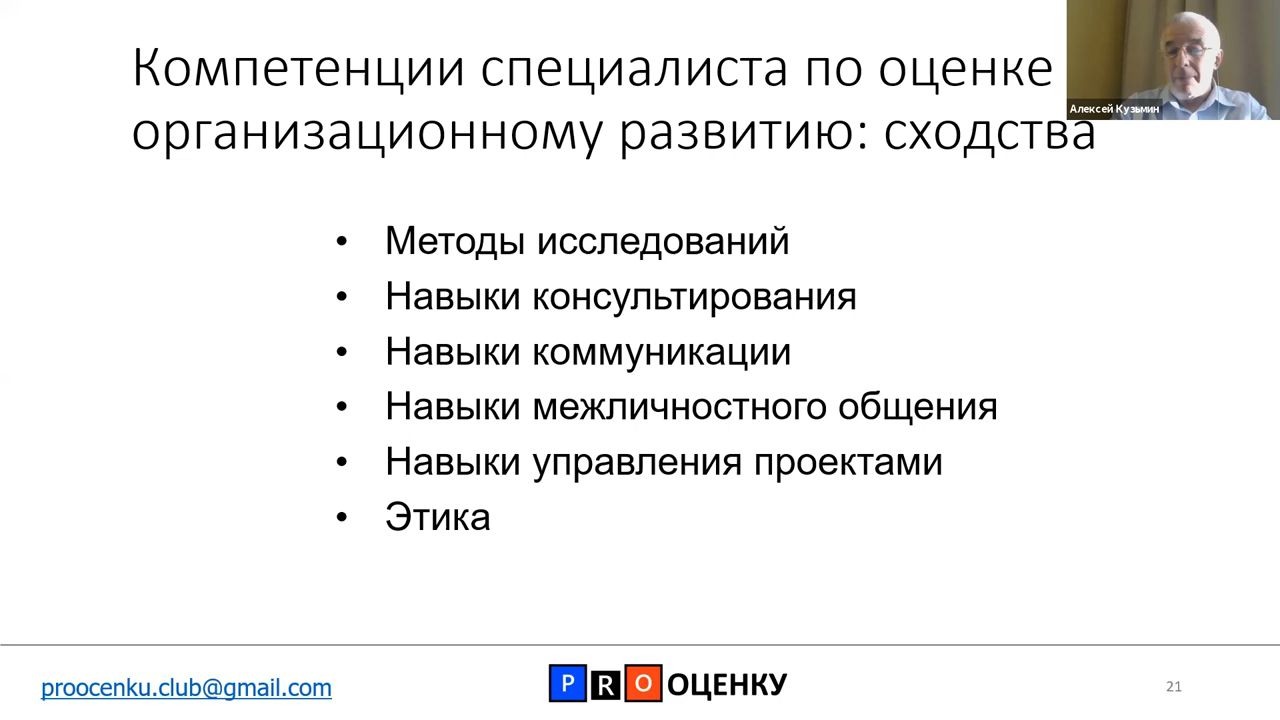 Компетенции специалиста по оценке
организационному развитию: сходства
Алексей Кузьмин
• Методы исследований
• Навыки консультирования
• Навыки коммуникации
• Навыки межличностного общения
• Навыки управления проектами
• Этика
proocenku.club@gmail.com
PRO ОЦЕНКУ
21